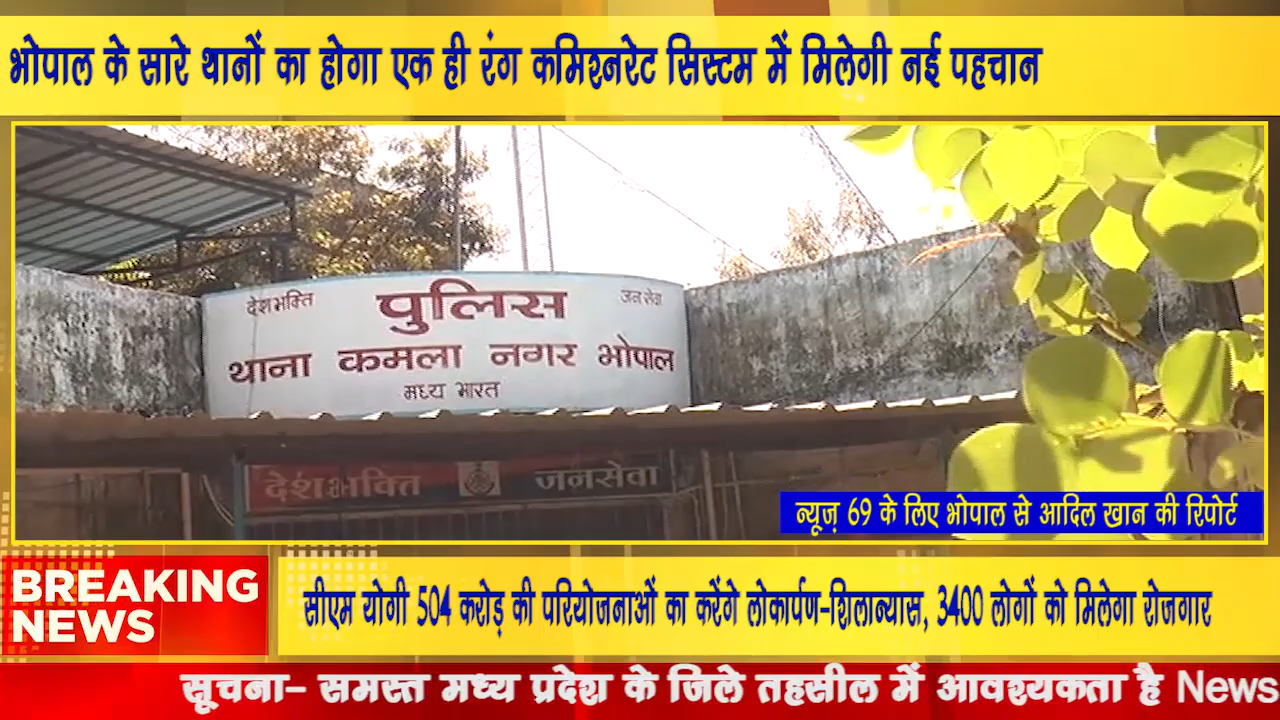 भोपाल के सारे थानों का होगा एक ही रंग कमिश्नरेट सिस्टम में मिलेगी नई पहचान
देशभक्ति पुलिस जनसेवा
थाना कमला नगर भोपाल
मध्य भारत
देशभक्ति जनसेवा
न्यूज़ 69 के लिए भोपाल से आदिल खान की रिपोर्ट
BREAKING
NEWS
सीएम योगी 504 करोड़ की परियोजनाओं का करेंगे लोकार्पण-शिलान्यास, 3400 लोगों को मिलेगा रोजगार
सूचना- समस्त मध्य प्रदेश के जिले तहसील में आवश्यकता है News